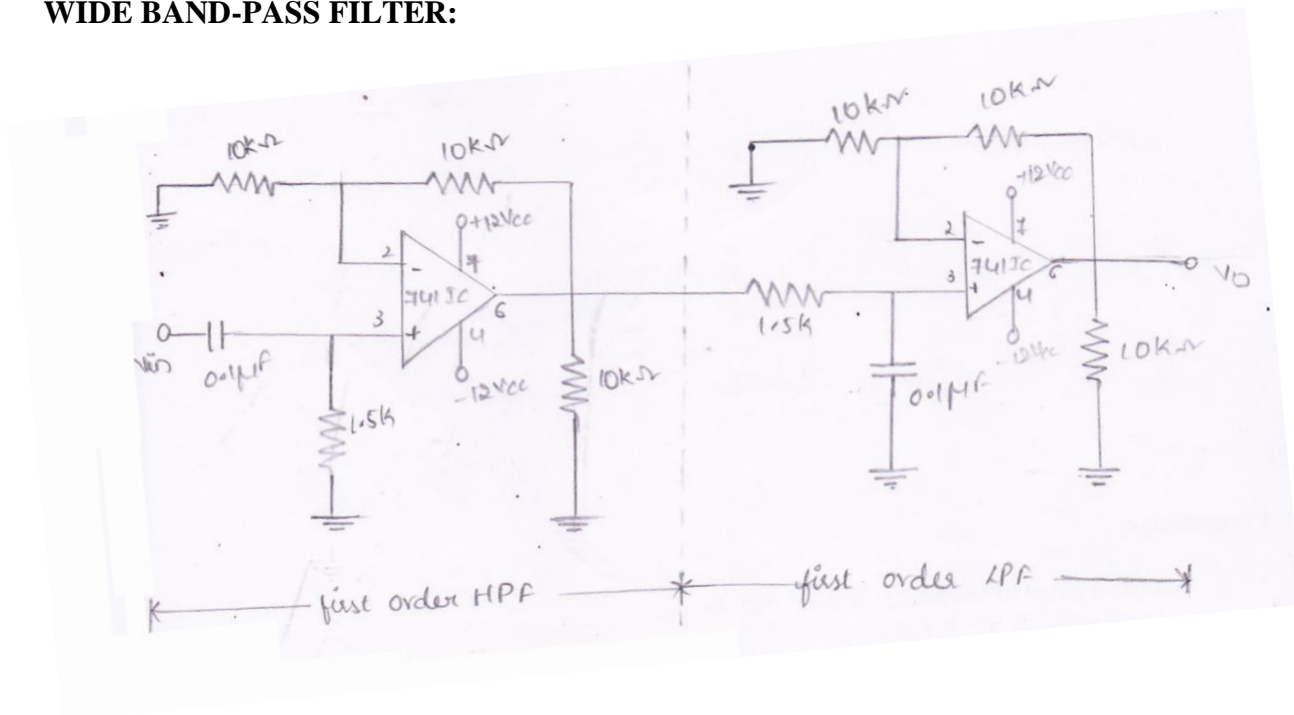 WIDE BAND-PASS FILTER:
10kΩ
10kΩ
+12Vcc
2
-
7
741IC
3
+
4
6
-12Vcc
Vin
0.1µF
1.5K
10kΩ
10kΩ
10kΩ
+12Vcc
2
-
7
741IC
3
+
4
6
-12Vcc
Vo
1.5K
0.1µF
10kΩ
first order HPF
first order LPF